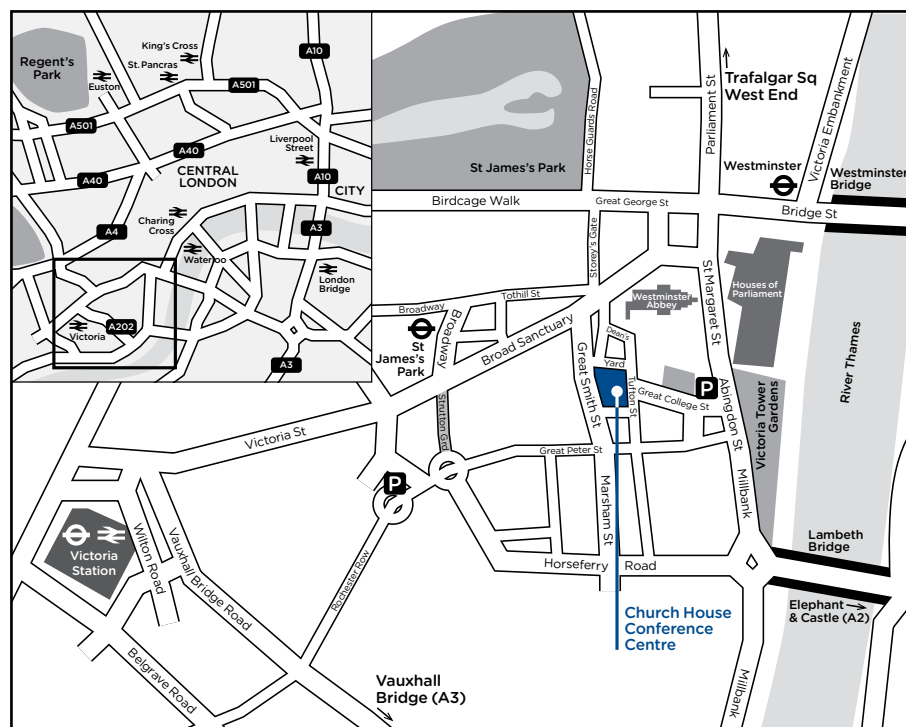 King's Cross
St. Pancras
Euston
Regent's
Park
A10
A501
A501
Liverpool
Street
A40
A40
CENTRAL
LONDON
A10
CITY
Charing
Cross
A4
A3
Waterloo
London
Bridge
A202
Victoria
A3
Trafalgar Sq
West End
Parliament St
Horse Guards Road
Victoria Embankment
St James's Park
Westminster
Westminster
Bridge
Birdcage Walk
Great George St
Bridge St
Storey's Gate
St Margaret St
Houses of
Parliament
Westminster
Abbey
Tothill St
Broadway
Broadway
St
James's
Park
Broad Sanctuary
Dean's
Yard
Great Smith St
Tufton St
Great College St
P
Abingdon St
Victoria Tower
Gardens
River Thames
Strutton Grd
Victoria St
Great Peter St
P
Marsham St
Millbank
Lambeth
Bridge
Victoria
Station
Wilton Road
Vauxhall Bridge Road
Rochester Row
Horseferry Road
Elephant
& Castle (A2)
Church House
Conference
Centre
Belgrave Road
Vauxhall
Bridge (A3)
Millbank